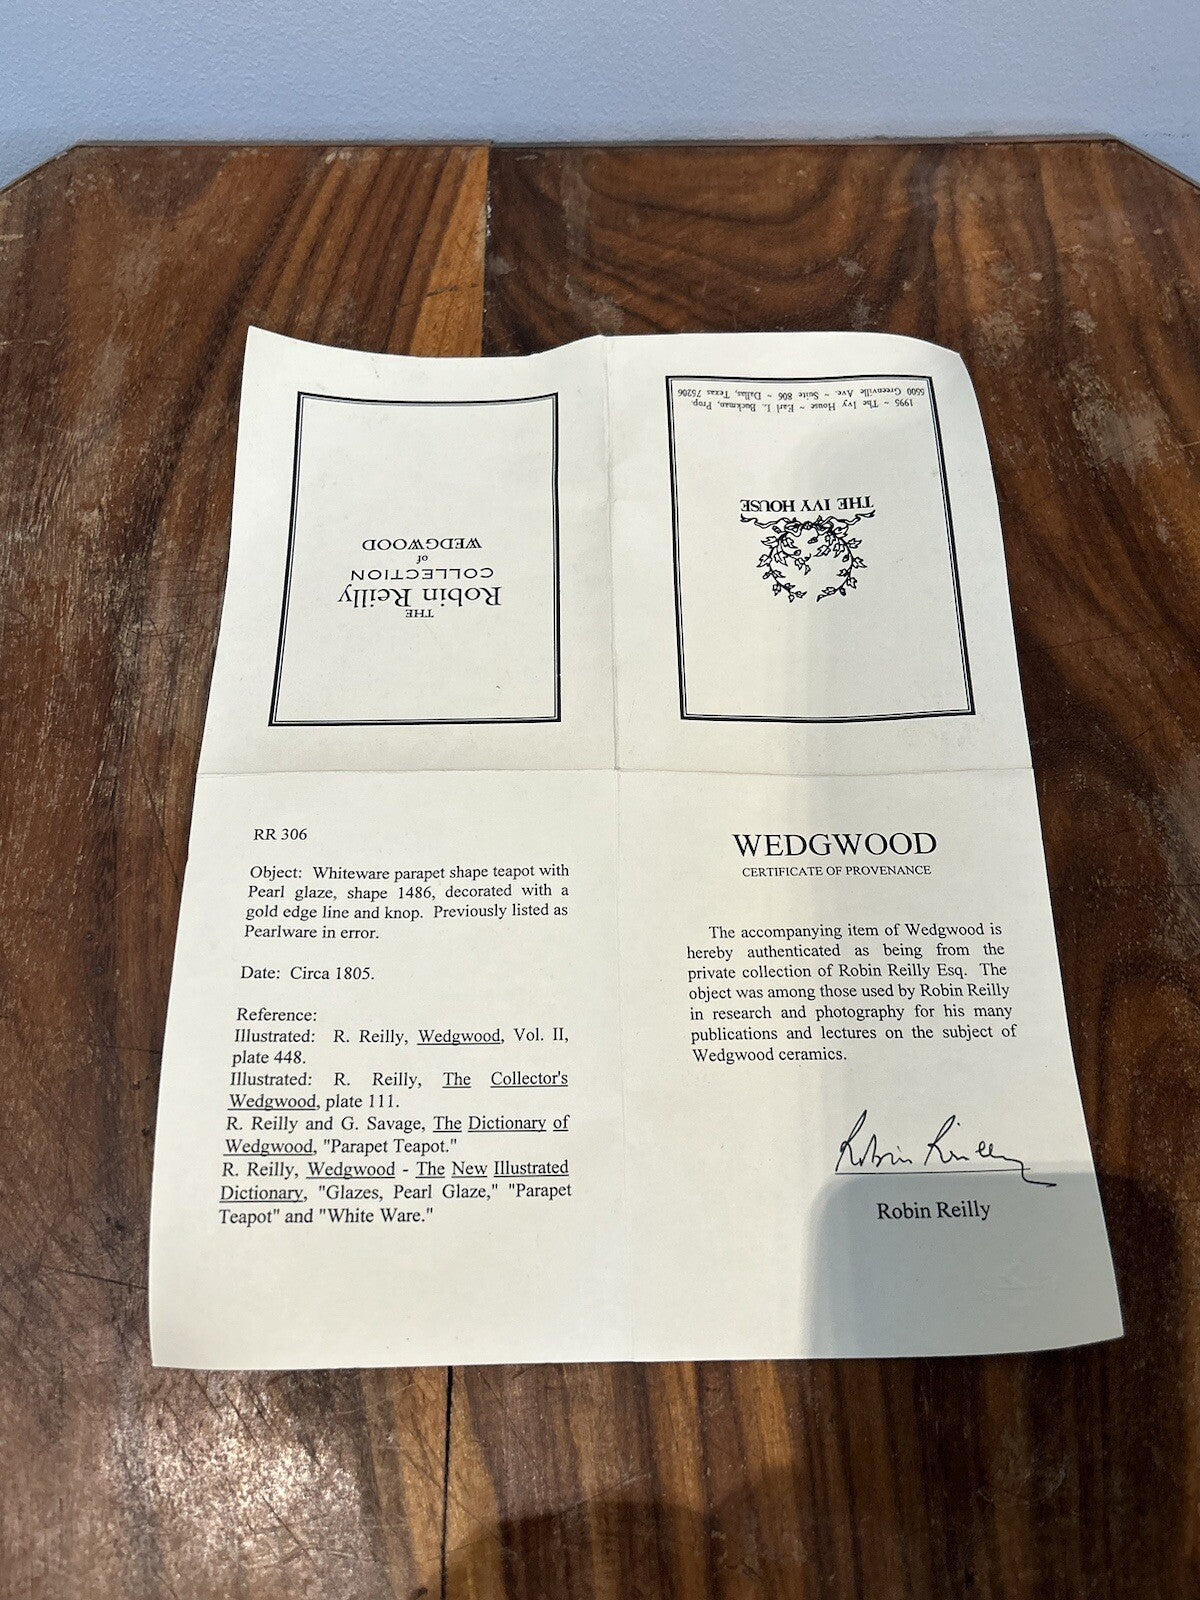 THE
Robin Reilly
COLLECTION
of
WEDGWOOD
THE IVY HOUSE
1995 ~ The Ivy House ~ Earl L. Buckman, Prop.
5500 Greenville Ave. ~ Suite 806 ~ Dallas, Texas 75206
RR 306
Object: Whiteware parapet shape teapot with
Pearl glaze, shape 1486, decorated with a
gold edge line and knop. Previously listed as
Pearlware in error.
Date: Circa 1805.
Reference:
Illustrated: R. Reilly, Wedgwood, Vol. II,
plate 448.
Illustrated: R. Reilly, The Collector's
Wedgwood, plate 111.
R. Reilly and G. Savage, The Dictionary of
Wedgwood, "Parapet Teapot."
R. Reilly, Wedgwood - The New Illustrated
Dictionary, "Glazes, Pearl Glaze," "Parapet
Teapot" and "White Ware."
WEDGWOOD
CERTIFICATE OF PROVENANCE
The accompanying item of Wedgwood is
hereby authenticated as being from the
private collection of Robin Reilly Esq. The
object was among those used by Robin Reilly
in research and photography for his many
publications and lectures on the subject of
Wedgwood ceramics.
Robin Reilly
Robin Reilly